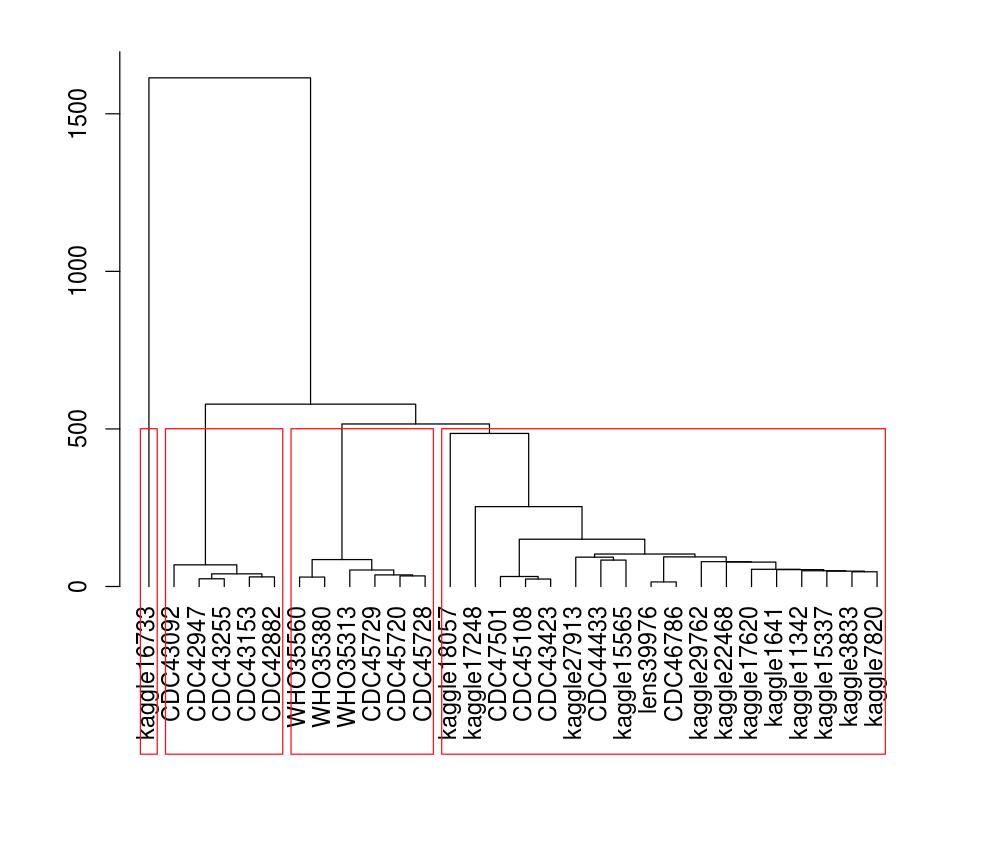 1500
1000
500
0
kaggle16733
CDC43092
CDC42947
CDC43255
CDC43153
CDC42882
WHO35560
WHO35380
WHO35313
CDC45729
CDC45720
CDC45728
kaggle18057
kaggle17248
CDC47501
CDC45108
CDC43423
kaggle27913
CDC44433
kaggle15565
lens39976
CDC46786
kaggle29762
kaggle22468
kaggle17620
kaggle1641
kaggle11342
kaggle15337
kaggle3833
kaggle7820